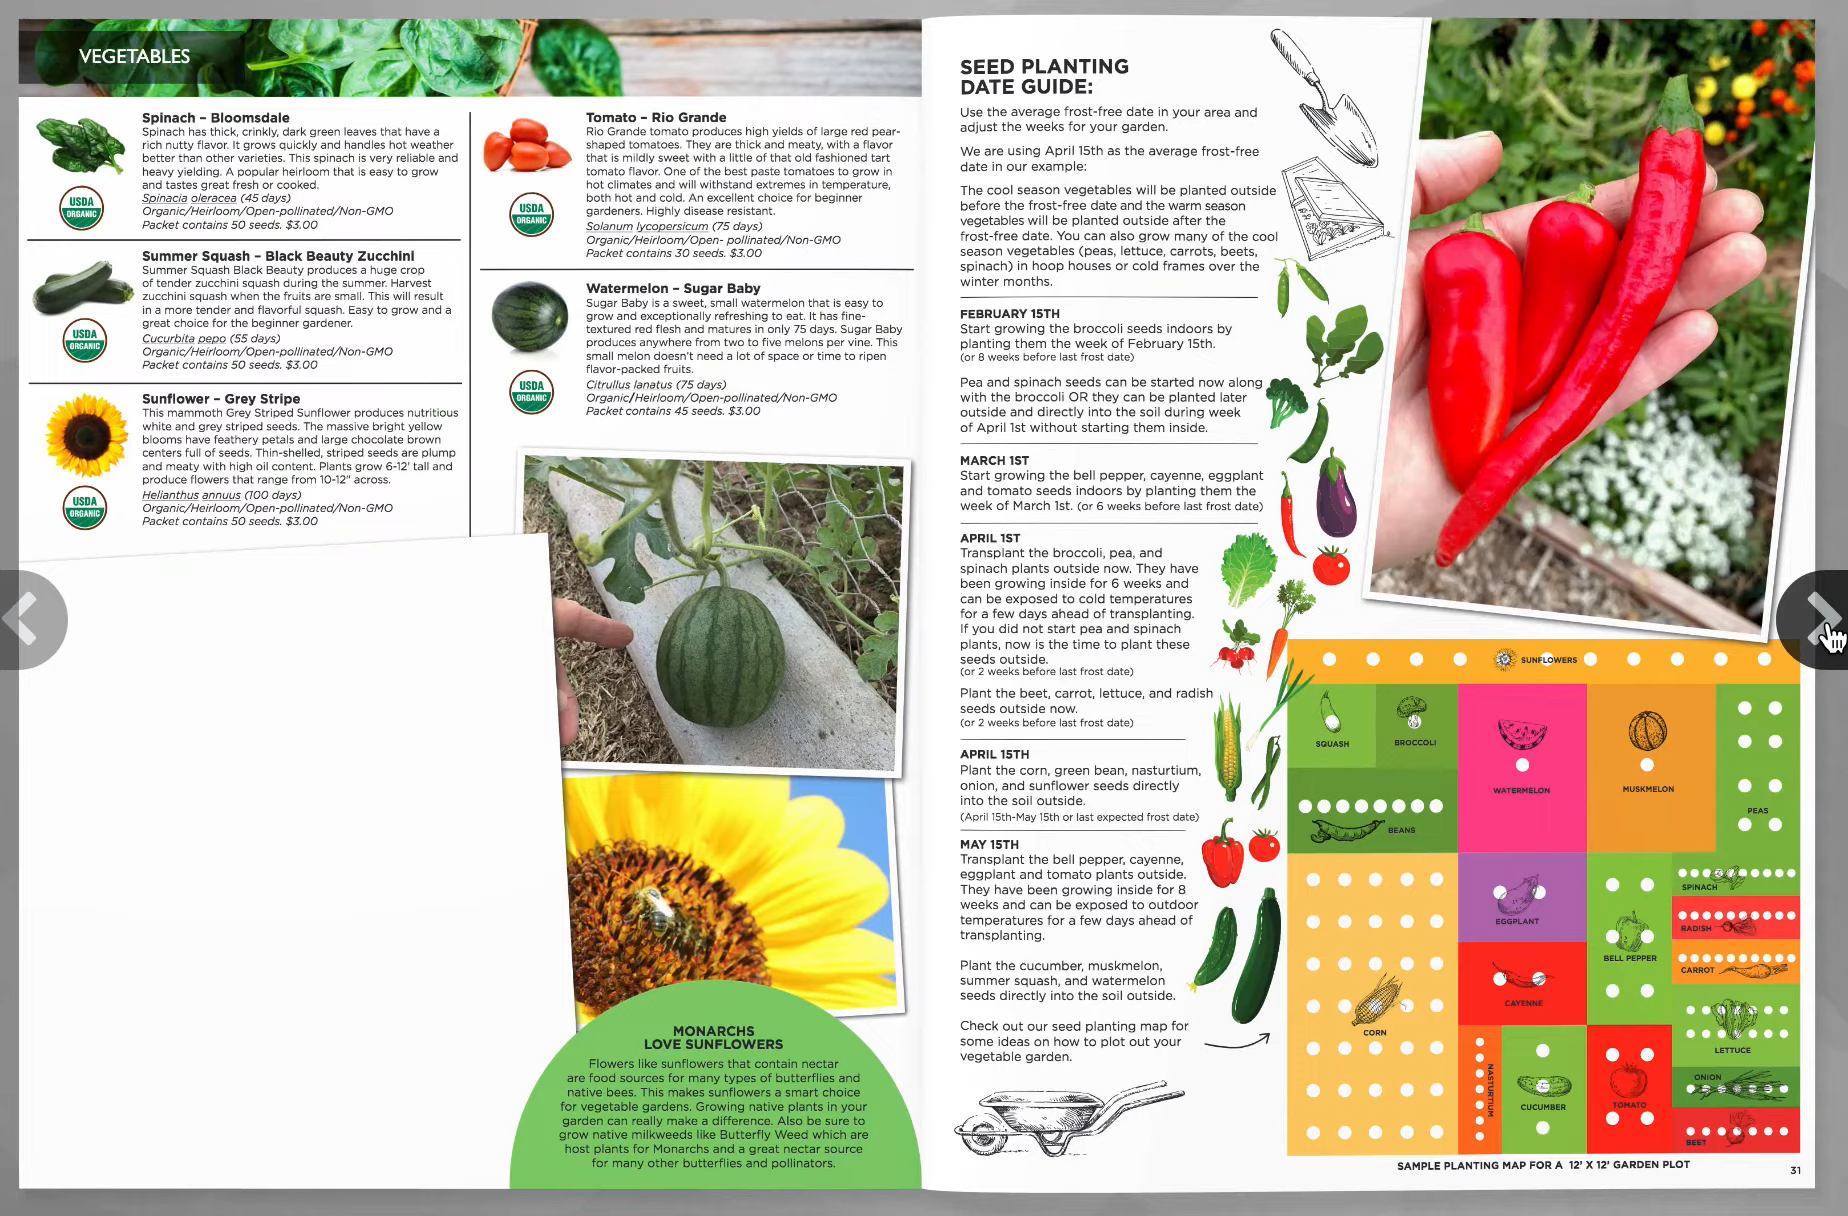 VEGETABLES
Spinach – Bloomsdale
Spinach has thick, crinkly, dark green leaves that have a
rich nutty flavor. It grows quickly and handles hot weather
better than other varieties. This spinach is very reliable and
heavy yielding. A popular heirloom that is easy to grow
and tastes great fresh or cooked.
Spinacia oleracea (45 days)
Organic/Heirloom/Open-pollinated/Non-GMO
Packet contains 50 seeds. $3.00
USDA
ORGANIC
Summer Squash – Black Beauty Zucchini
Summer Squash Black Beauty produces a huge crop
of tender zucchini squash during the summer. Harvest
zucchini squash when the fruits are small. This will result
in a more tender and flavorful squash. Easy to grow and a
great choice for the beginner gardener.
Cucurbita pepo (55 days)
Organic/Heirloom/Open-pollinated/Non-GMO
Packet contains 50 seeds. $3.00
USDA
ORGANIC
Sunflower – Grey Stripe
This mammoth Grey Striped Sunflower produces nutritious
white and grey striped seeds. The massive bright yellow
blooms have feathery petals and large chocolate brown
centers full of seeds. Thin-shelled, striped seeds are plump
and meaty with high oil content. Plants grow 6-12' tall and
produce flowers that range from 10-12" across.
Helianthus annuus (100 days)
Organic/Heirloom/Open-pollinated/Non-GMO
Packet contains 50 seeds. $3.00
USDA
ORGANIC
Tomato – Rio Grande
Rio Grande tomato produces high yields of large red pear-
shaped tomatoes. They are thick and meaty, with a flavor
that is mildly sweet with a little of that old fashioned tart
tomato flavor. One of the best paste tomatoes to grow in
hot climates and will withstand extremes in temperature,
both hot and cold. An excellent choice for beginner
gardeners. Highly disease resistant.
Solanum lycopersicum (75 days)
Organic/Heirloom/Open- pollinated/Non-GMO
Packet contains 30 seeds. $3.00
USDA
ORGANIC
Watermelon – Sugar Baby
Sugar Baby is a sweet, small watermelon that is easy to
grow and exceptionally refreshing to eat. It has fine-
textured red flesh and matures in only 75 days. Sugar Baby
produces anywhere from two to five melons per vine. This
small melon doesn't need a lot of space or time to ripen
flavor-packed fruits.
Citrullus lanatus (75 days)
Organic/Heirloom/Open-pollinated/Non-GMO
Packet contains 45 seeds. $3.00
USDA
ORGANIC
MONARCHS
LOVE SUNFLOWERS
Flowers like sunflowers that contain nectar
are food sources for many types of butterflies and
native bees. This makes sunflowers a smart choice
for vegetable gardens. Growing native plants in your
garden can really make a difference. Also be sure to
grow native milkweeds like Butterfly Weed which are
host plants for Monarchs and a great nectar source
for many other butterflies and pollinators.
SEED PLANTING
DATE GUIDE:
Use the average frost-free date in your area and
adjust the weeks for your garden.
We are using April 15th as the average frost-free
date in our example:
The cool season vegetables will be planted outside
before the frost-free date and the warm season
vegetables will be planted outside after the
frost-free date. You can also grow many of the cool
season vegetables (peas, lettuce, carrots, beets,
spinach) in hoop houses or cold frames over the
winter months.
FEBRUARY 15TH
Start growing the broccoli seeds indoors by
planting them the week of February 15th.
(or 8 weeks before last frost date)
Pea and spinach seeds can be started now along
with the broccoli OR they can be planted later
outside and directly into the soil during week
of April 1st without starting them inside.
MARCH 1ST
Start growing the bell pepper, cayenne, eggplant
and tomato seeds indoors by planting them the
week of March 1st. (or 6 weeks before last frost date)
APRIL 1ST
Transplant the broccoli, pea, and
spinach plants outside now. They have
been growing inside for 6 weeks and
can be exposed to cold temperatures
for a few days ahead of transplanting.
If you did not start pea and spinach
plants, now is the time to plant these
seeds outside.
(or 2 weeks before last frost date)
Plant the beet, carrot, lettuce, and radish
seeds outside now.
(or 2 weeks before last frost date)
APRIL 15TH
Plant the corn, green bean, nasturtium,
onion, and sunflower seeds directly
into the soil outside.
(April 15th-May 15th or last expected frost date)
MAY 15TH
Transplant the bell pepper, cayenne,
eggplant and tomato plants outside.
They have been growing inside for 8
weeks and can be exposed to outdoor
temperatures for a few days ahead of
transplanting.
Plant the cucumber, muskmelon,
summer squash, and watermelon
seeds directly into the soil outside.
Check out our seed planting map for
some ideas on how to plot out your
vegetable garden.
SUNFLOWERS
SQUASH
BROCCOLI
WATERMELON
MUSKMELON
PEAS
BEANS
SPINACH
RADISH
CARROT
EGGPLANT
BELL PEPPER
CAYENNE
CORN
LETTUCE
NASTURTIUM
CUCUMBER
TOMATO
ONION
BEET
SAMPLE PLANTING MAP FOR A 12' X 12' GARDEN PLOT
31